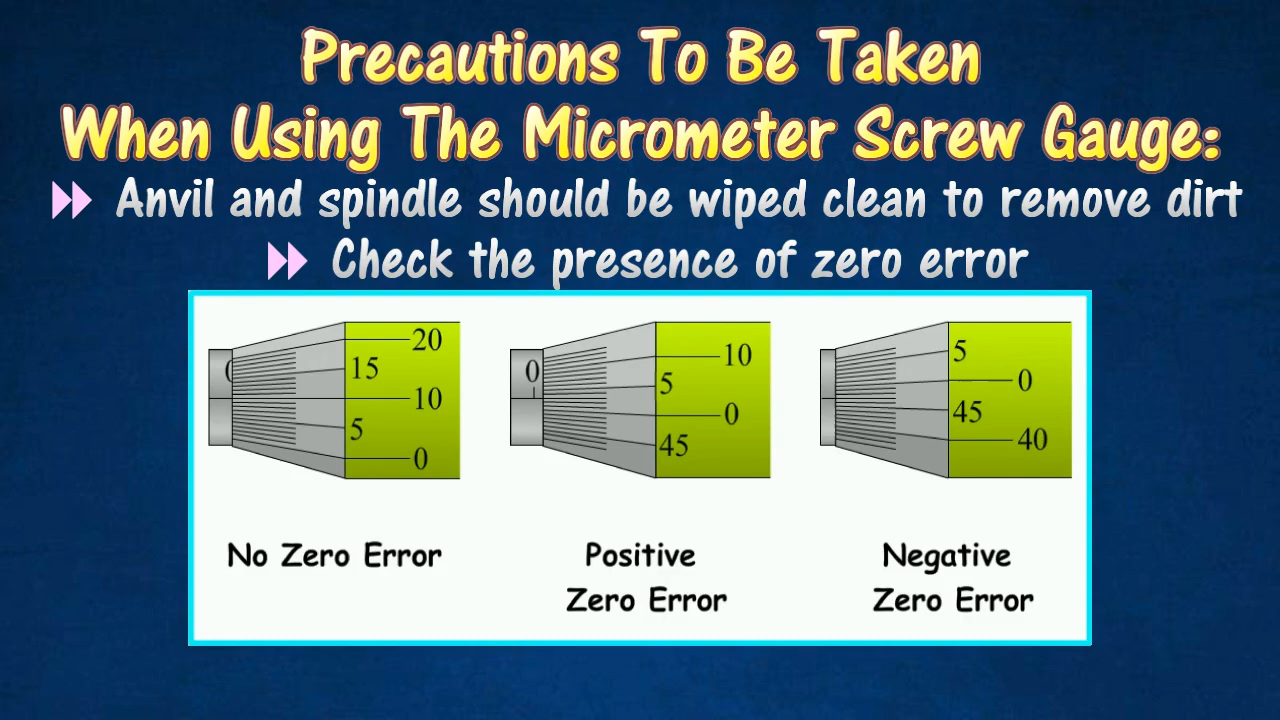 Precautions To Be Taken
When Using The Micrometer Screw Gauge:
Anvil and spindle should be wiped clean to remove dirt
Check the presence of zero error
0
20
15
10
5
0
0
10
5
0
45
5
0
45
40
No Zero Error
Positive
Zero Error
Negative
Zero Error